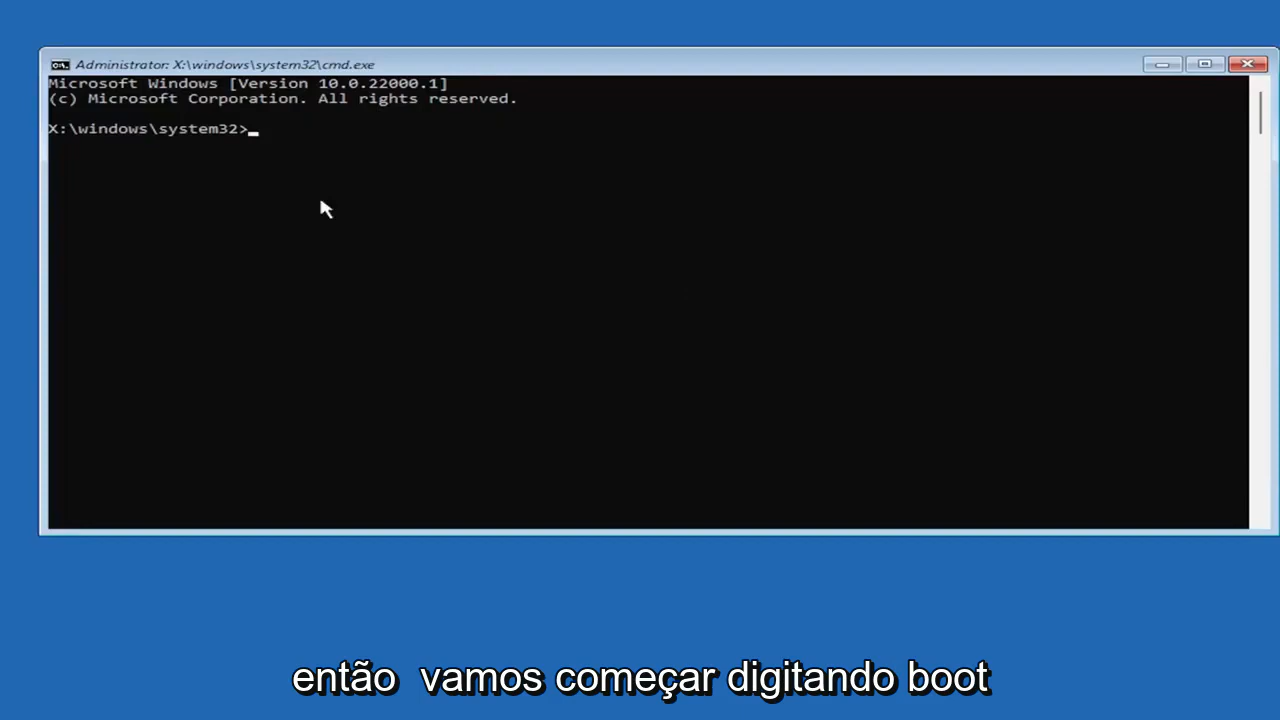 Administrator: X:\windows\system32\cmd.exe
Microsoft Windows [Version 10.0.22000.1]
(c) Microsoft Corporation. All rights reserved.
X:\windows\system32>
então vamos começar digitando boot